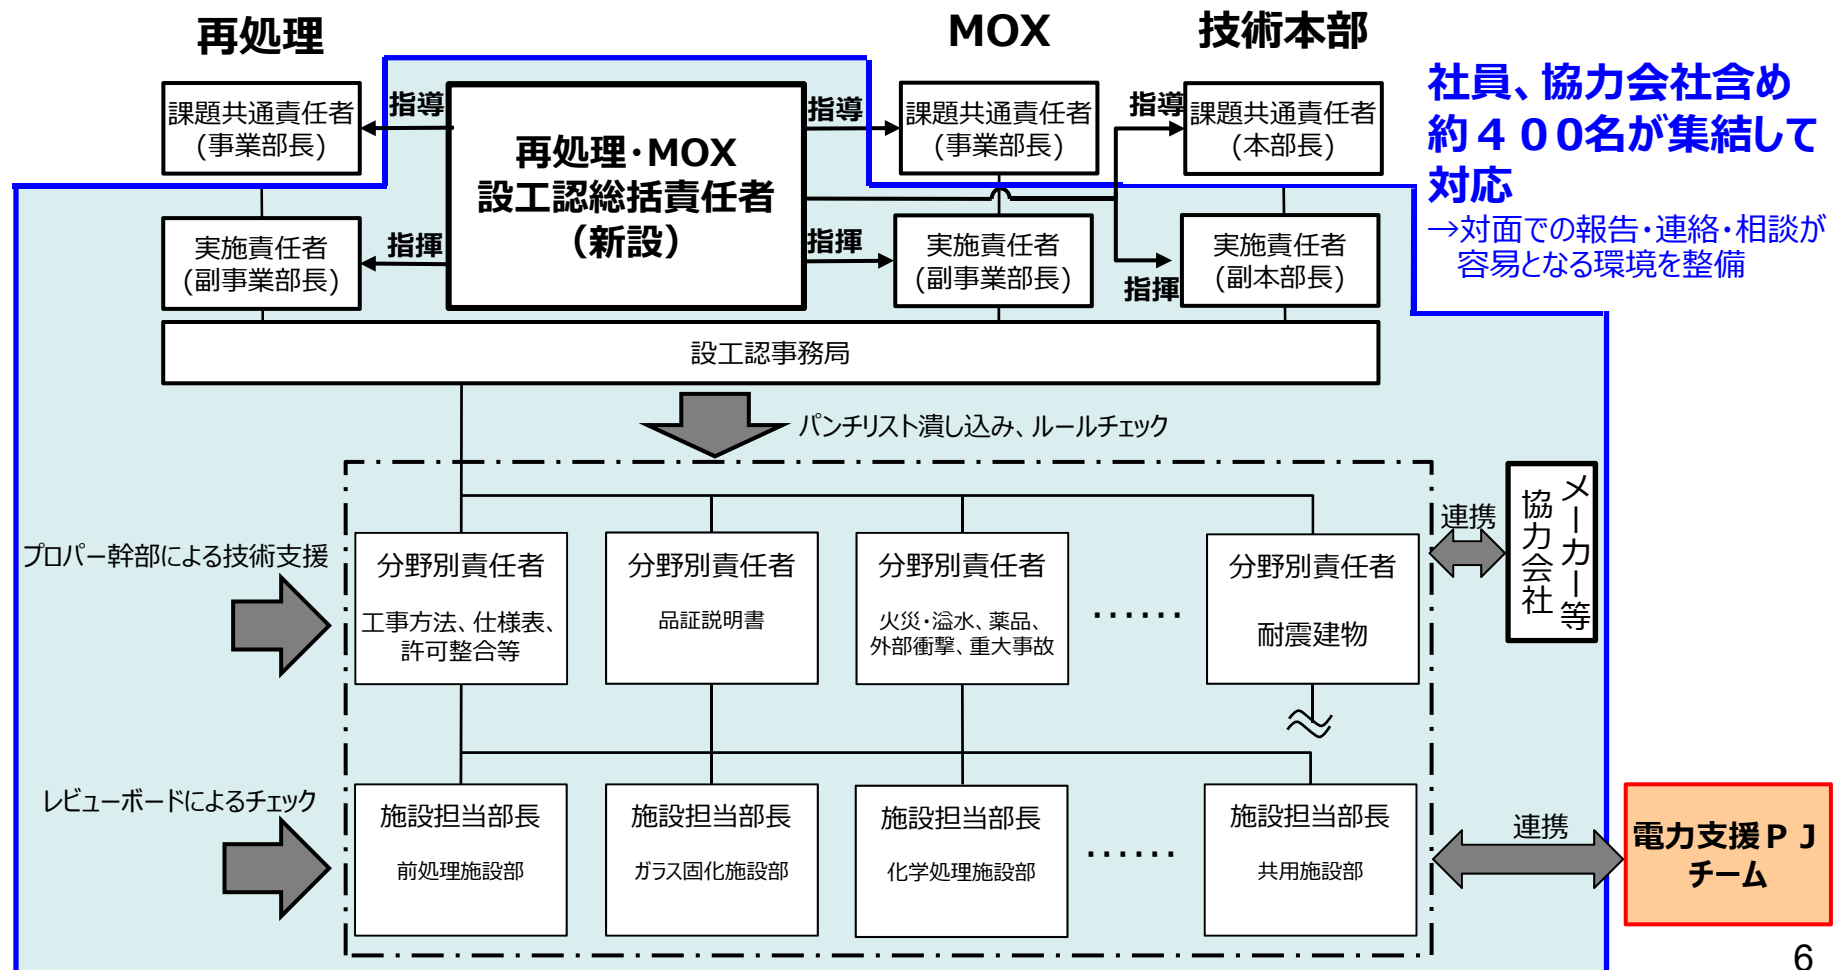 再処理
MOX
技術本部
社員、協力会社含め
約４００名が集結して
対応
→対面での報告・連絡・相談が
容易となる環境を整備
課題共通責任者
(事業部長)
指導
再処理・MOX
設工認総括責任者
（新設）
指導
課題共通責任者
(事業部長)
指導
課題共通責任者
(本部長)
実施責任者
(副事業部長)
指揮
指揮
実施責任者
(副事業部長)
指揮
実施責任者
(副本部長)
設工認事務局
パンチリスト潰し込み、ルールチェック
プロパー幹部による技術支援
分野別責任者
工事方法、仕様表、
許可整合等
分野別責任者
品証説明書
分野別責任者
火災・溢水、薬品、
外部衝撃、重大事故
……
分野別責任者
耐震建物
連携
メーカー等
協力会社
レビューボードによるチェック
施設担当部長
前処理施設部
施設担当部長
ガラス固化施設部
施設担当部長
化学処理施設部
……
施設担当部長
共用施設部
連携
電力支援ＰＪ
チーム
6